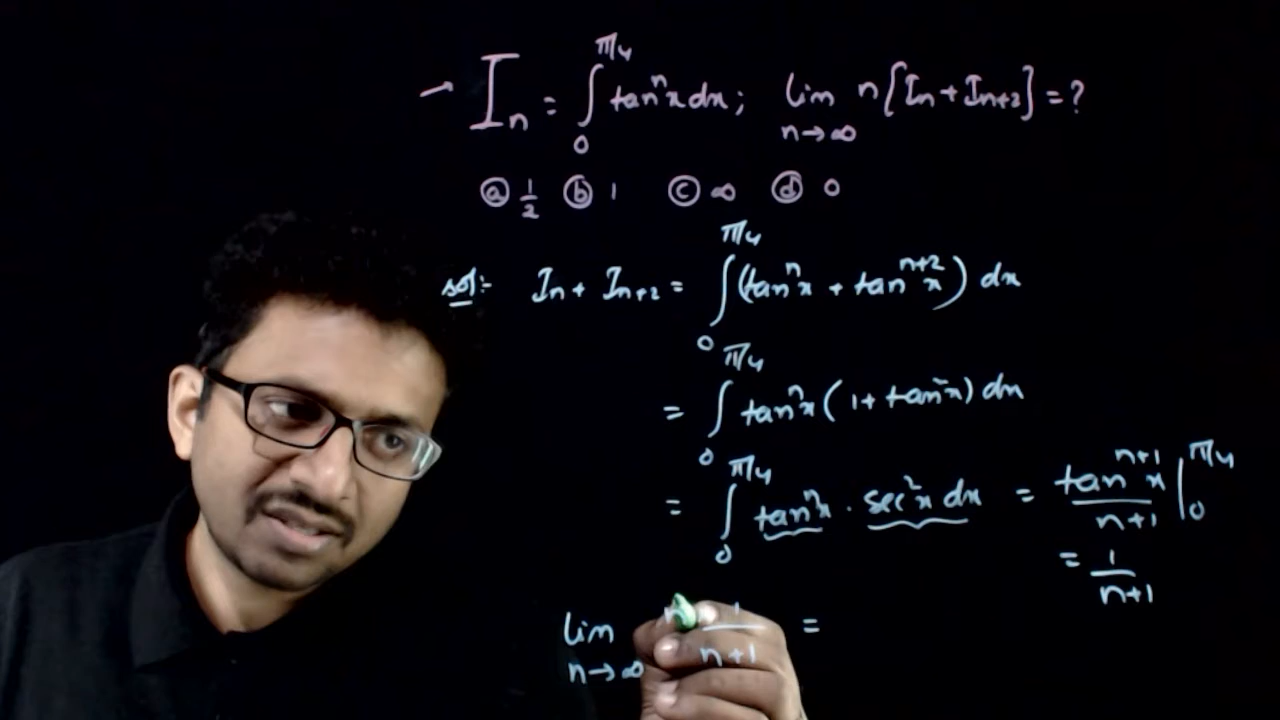 → Iₙ = ∫₀^π/4 tanⁿx dx ; lim n→∞ n[Iₙ + Iₙ₊₂] = ?
ⓐ 1/2 ⓑ 1 ⓒ ∞ ⓓ 0
sol:- Iₙ + Iₙ₊₂ = ∫₀^π/4 (tanⁿx + tanⁿ⁺²x) dx
= ∫₀^π/4 tanⁿx (1 + tan²x) dx
= ∫₀^π/4 tanⁿx · sec²x dx = tanⁿ⁺¹x / n+1 |₀^π/4
= 1 / n+1
lim n→∞ n 1 / n+1 =